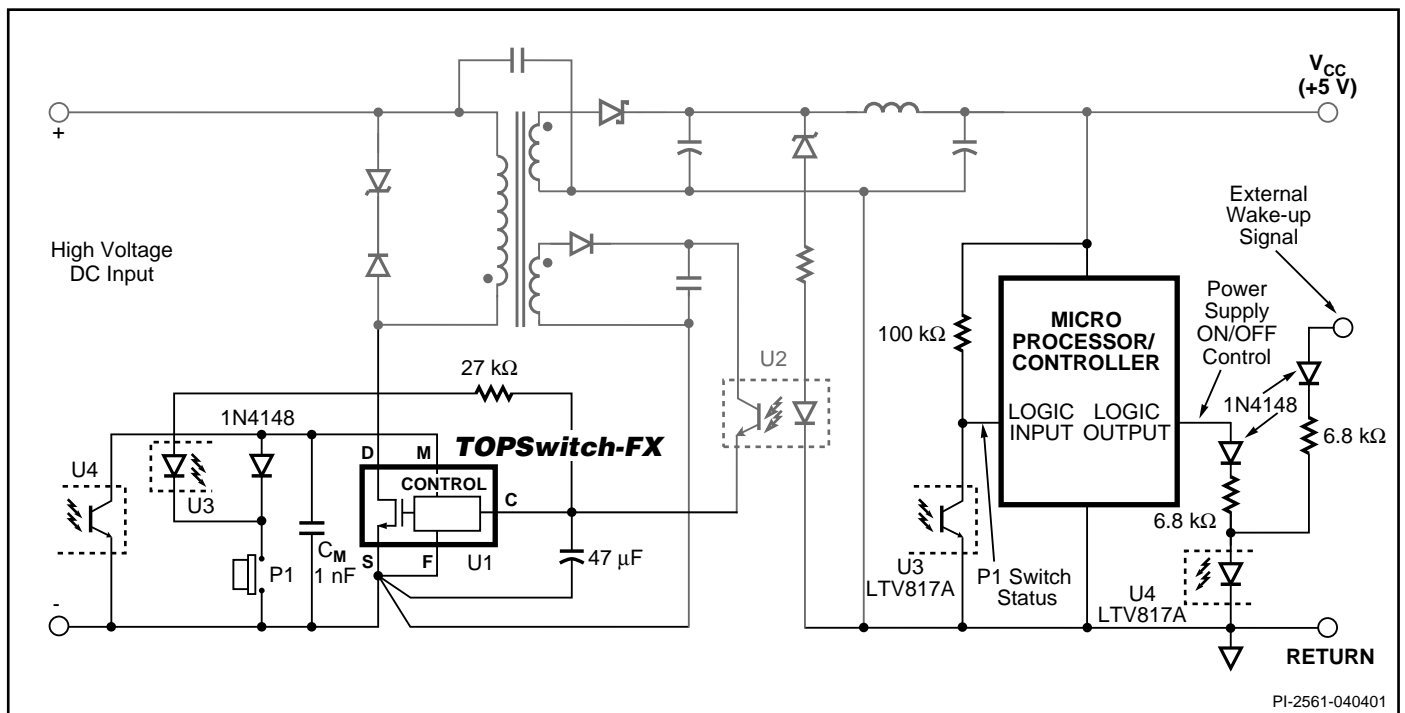 V_CC
(+5 V)
+
High Voltage
DC Input
External
Wake-up
Signal
Power
Supply
ON/OFF
Control
MICRO
PROCESSOR/
CONTROLLER
LOGIC
INPUT
LOGIC
OUTPUT
100 kΩ
1N4148
6.8 kΩ
6.8 kΩ
U2
27 kΩ
1N4148
TOPSwitch-FX
D
M
CONTROL
C
S
F
U1
47 µF
U4
U3
C_M
1 nF
P1
-
U3
LTV817A
P1 Switch
Status
U4
LTV817A
RETURN
PI-2561-040401